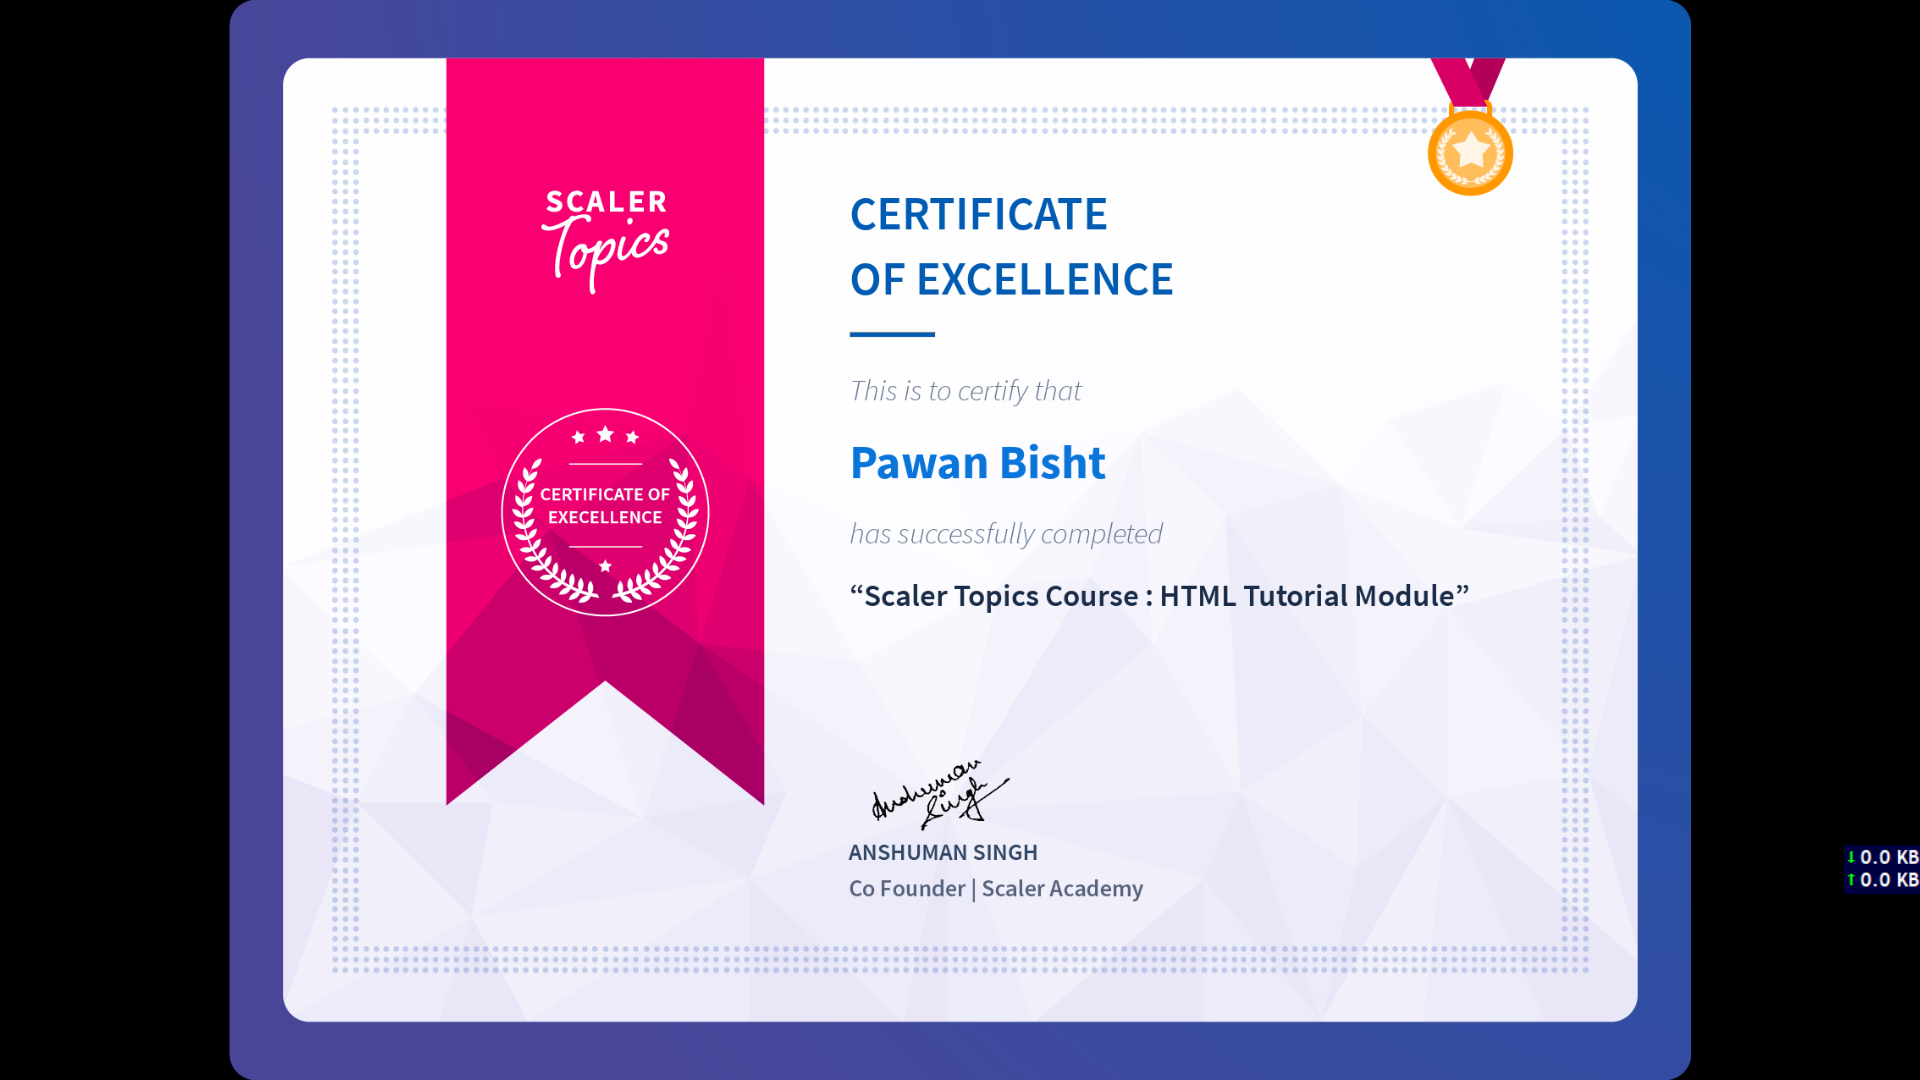 SCALER
Topics
CERTIFICATE OF
EXECELLENCE
CERTIFICATE
OF EXCELLENCE
This is to certify that
Pawan Bisht
has successfully completed
“Scaler Topics Course : HTML Tutorial Module”
Anshuman
Singh
ANSHUMAN SINGH
Co Founder | Scaler Academy
↓ 0.0 KB
↑ 0.0 KB